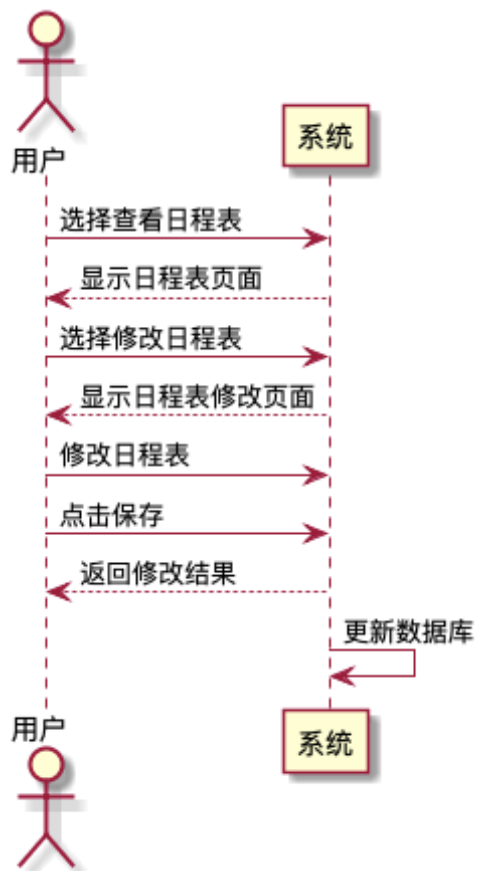 用户
系统
选择查看日程表
显示日程表页面
选择修改日程表
显示日程表修改页面
修改日程表
点击保存
返回修改结果
更新数据库
用户
系统